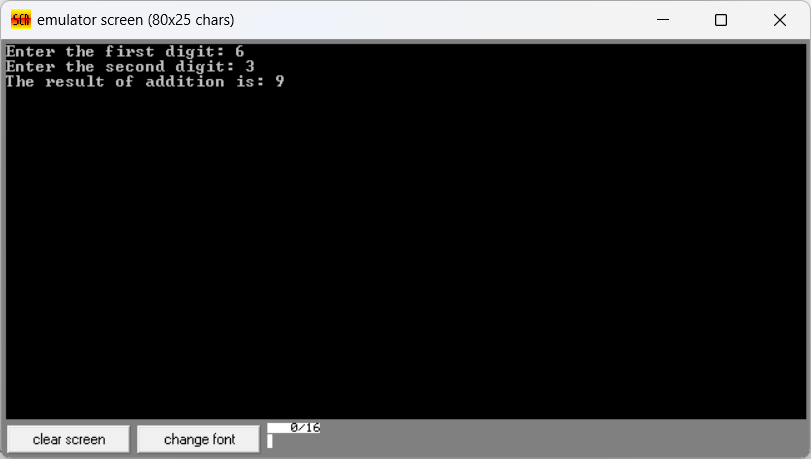 SCR
emulator screen (80x25 chars)
Enter the first digit: 6
Enter the second digit: 3
The result of addition is: 9
clear screen
change font
0/16